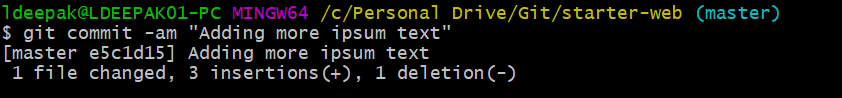 ldeepak@LDEEPAK01-PC MINGW64 /c/Personal Drive/Git/starter-web (master)
$ git commit -am "Adding more ipsum text"
[master e5c1d15] Adding more ipsum text
 1 file changed, 3 insertions(+), 1 deletion(-)